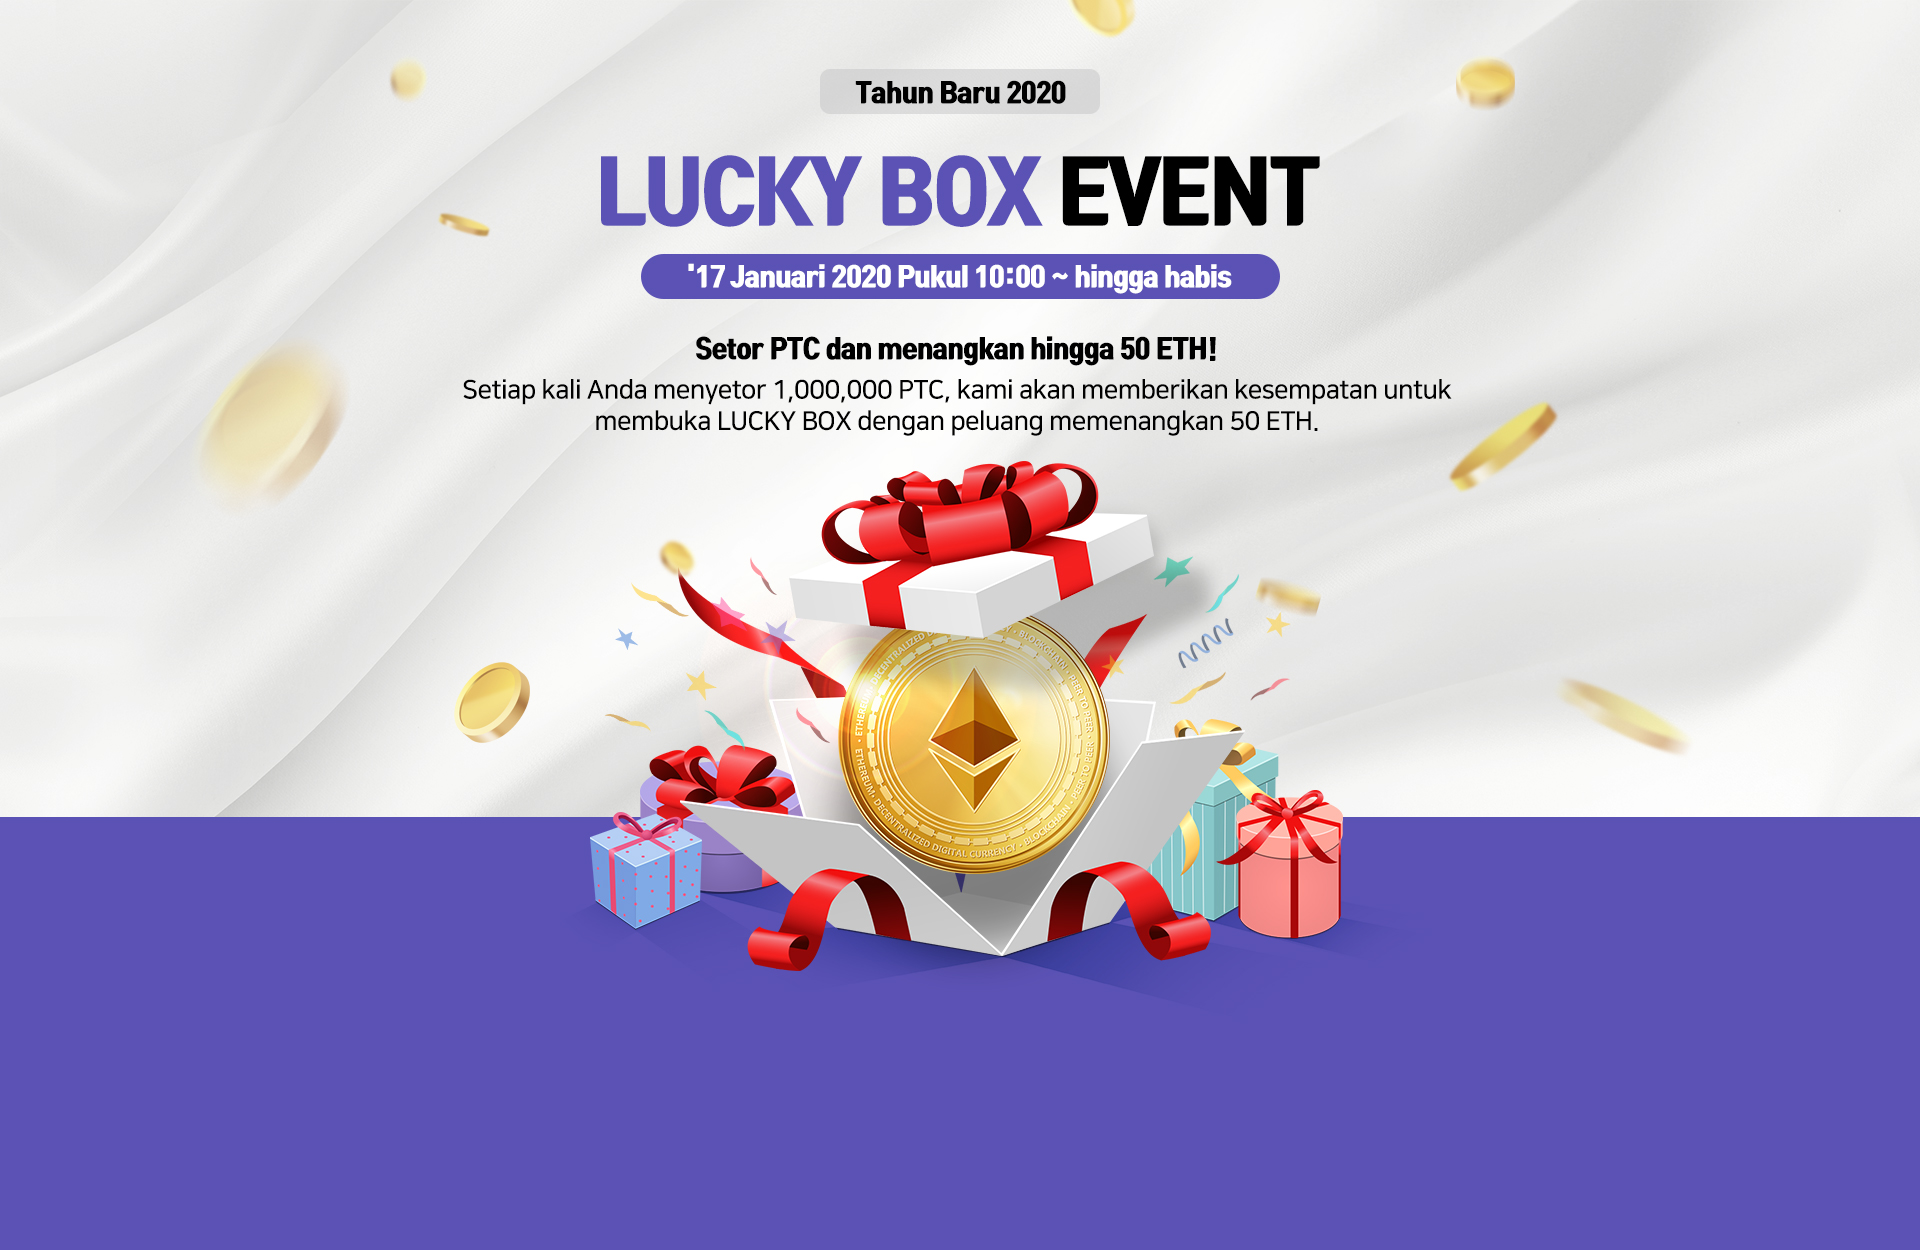 Tahun Baru 2020
LUCKY BOX EVENT
'17 Januari 2020 Pukul 10:00 ~ hingga habis
Setor PTC dan menangkan hingga 50 ETH!
Setiap kali Anda menyetor 1,000,000 PTC, kami akan memberikan kesempatan untuk
membuka LUCKY BOX dengan peluang memenangkan 50 ETH.
ETHEREUM • DECENTRALIZED
BLOCKCHAIN • PEER TO PEER •
ETHEREUM • DECENTRALIZED DIGITAL CURRENCY • BLOCKCHAIN • PEER TO PEER